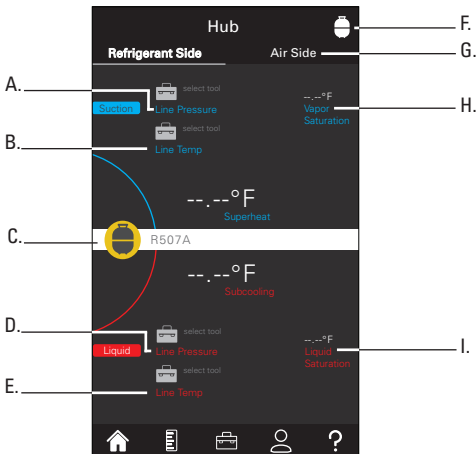 Hub
F.
Refrigerant Side
Air Side
G.
A.
select tool
--.--°F
Suction
Line Pressure
Vapor
Saturation
H.
select tool
B.
Line Temp
--.--°F
Superheat
C.
R507A
--.--°F
Subcooling
D.
select tool
--.--°F
Liquid
Line Pressure
Liquid
Saturation
I.
select tool
E.
Line Temp
?